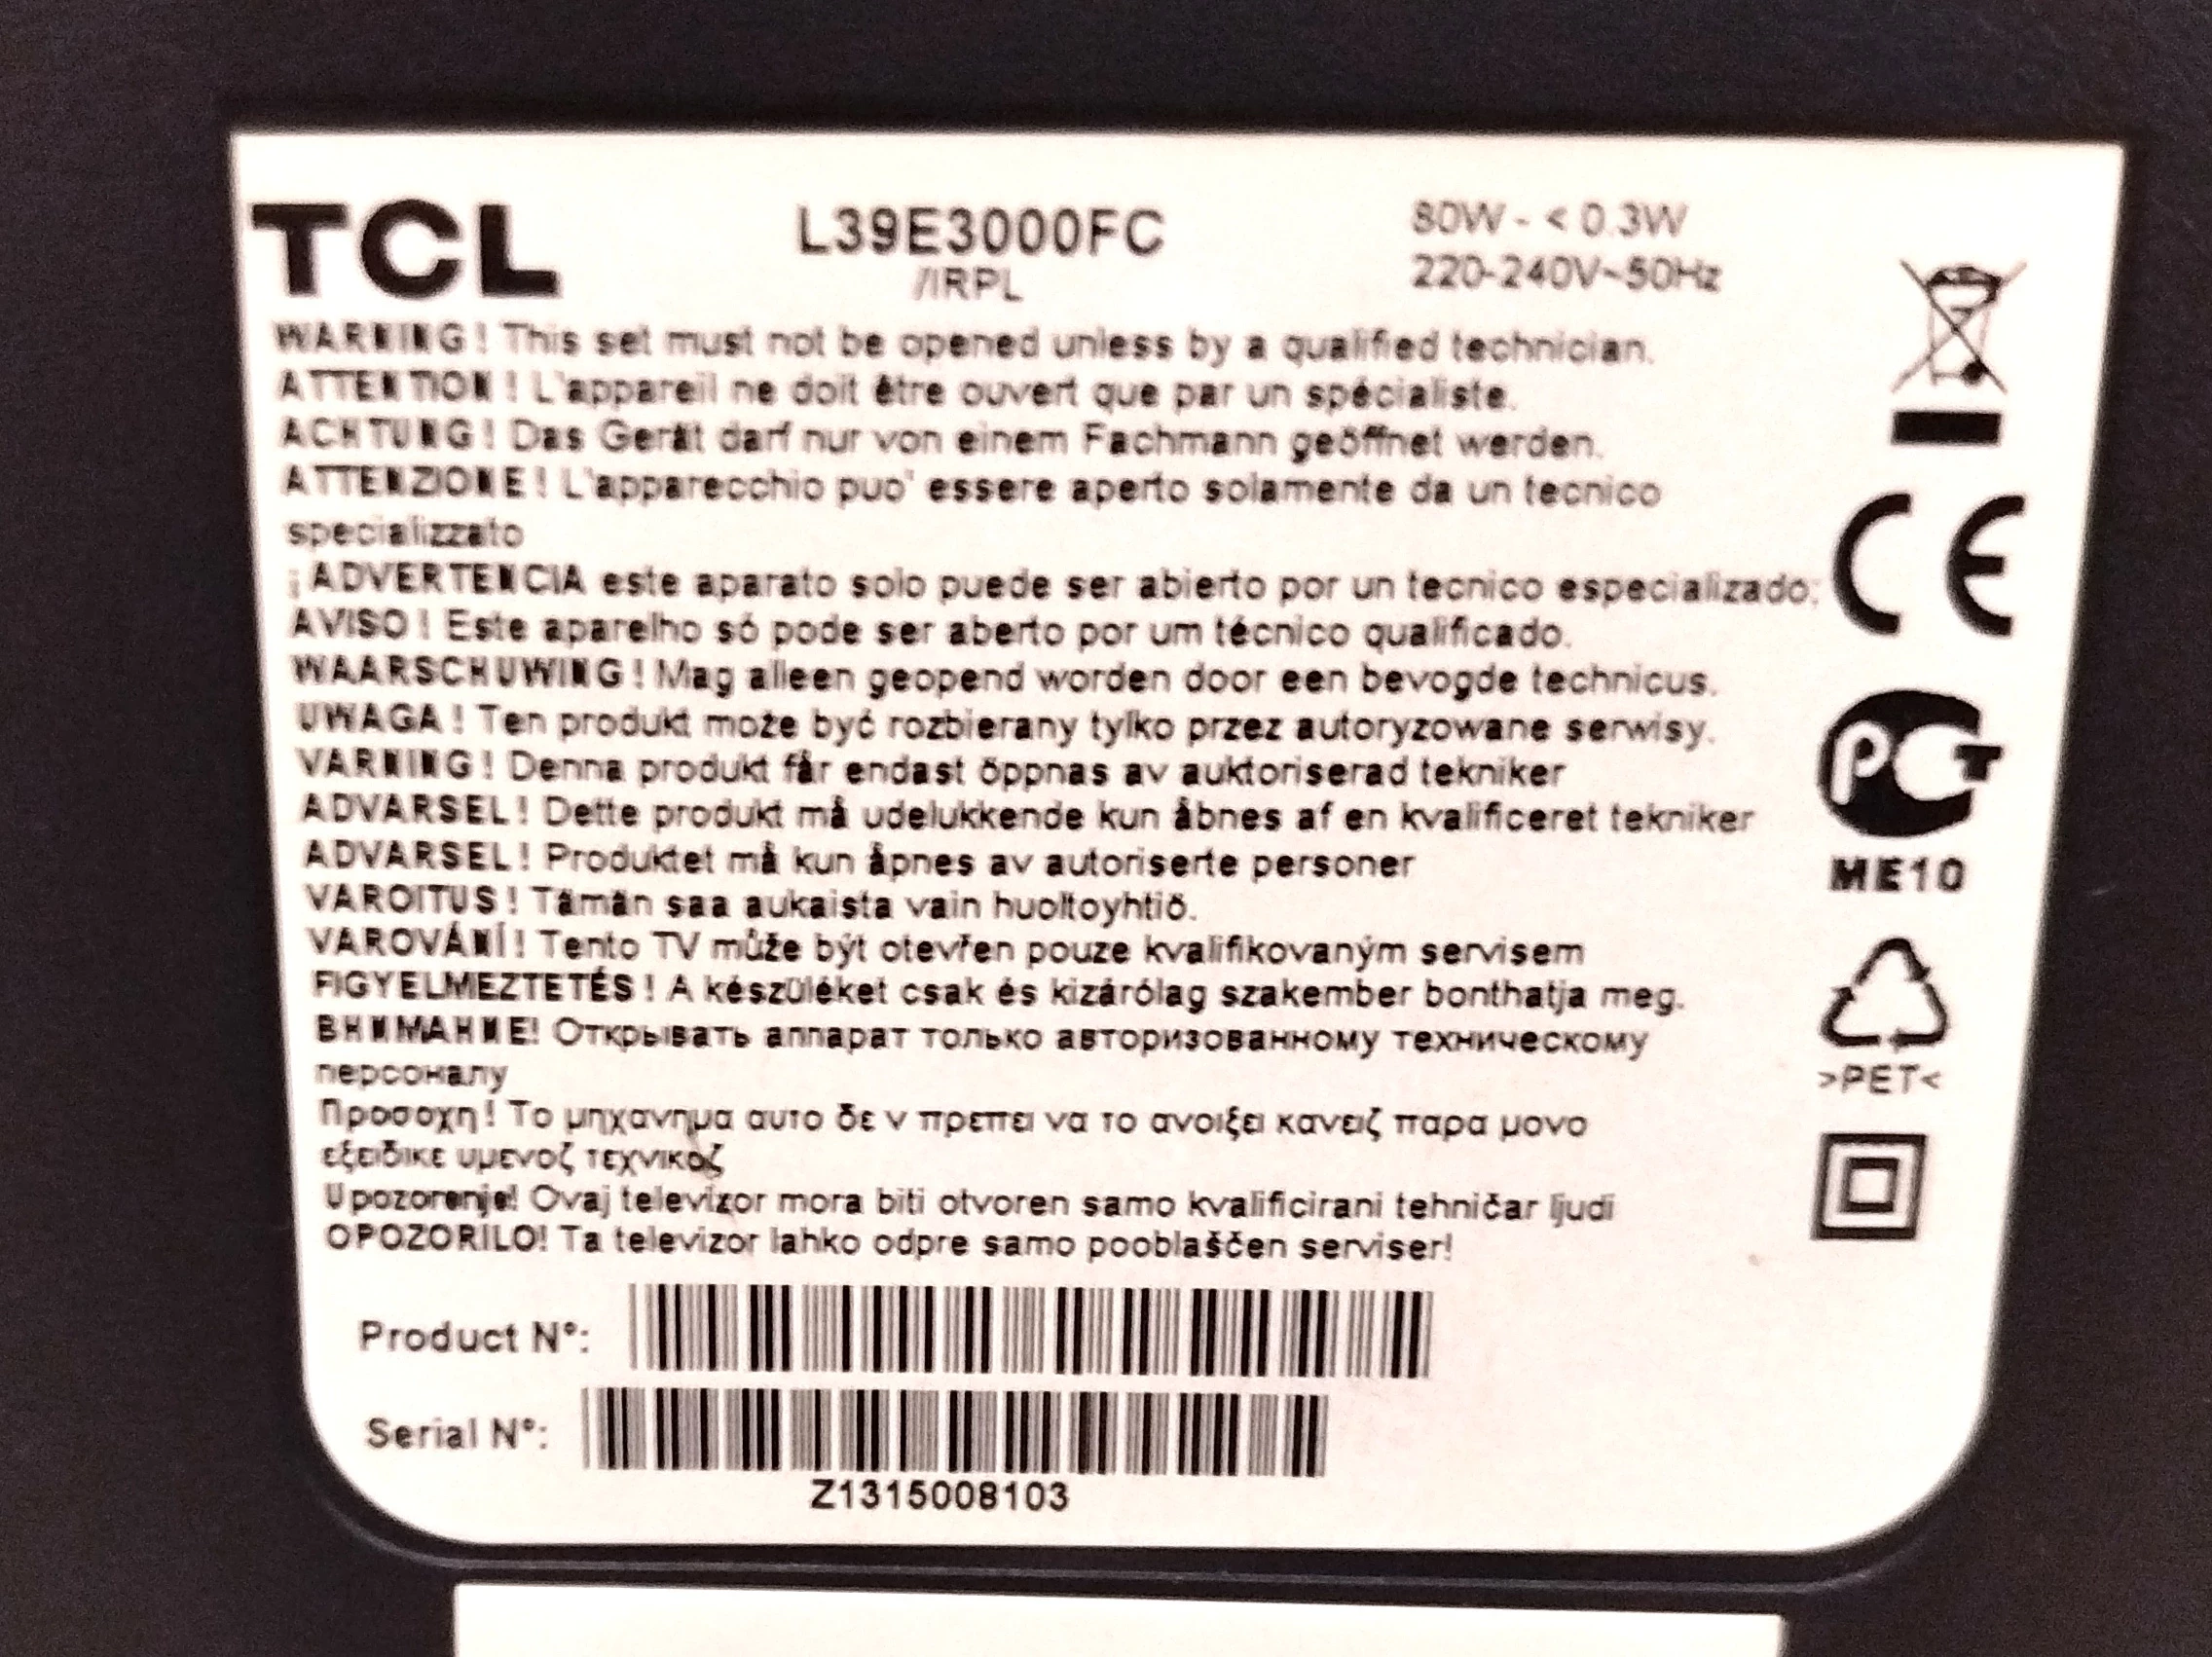 TCL
L39E3000FC
/IRPL
80W - < 0.3W
220-240V~50Hz
WARNING! This set must not be opened unless by a qualified technician.
ATTENTION! L'appareil ne doit être ouvert que par un spécialiste.
ACHTUNG! Das Gerät darf nur von einem Fachmann geöffnet werden.
ATTENZIONE! L'apparecchio puo' essere aperto solamente da un tecnico
specializzato
¡ADVERTENCIA este aparato solo puede ser abierto por un tecnico especializado;
AVISO! Este aparelho só pode ser aberto por um técnico qualificado.
WAARSCHUWING! Mag alleen geopend worden door een bevogde technicus.
UWAGA! Ten produkt może być rozbierany tylko przez autoryzowane serwisy.
VARNING! Denna produkt får endast öppnas av auktoriserad tekniker
ADVARSEL! Dette produkt må udelukkende kun åbnes af en kvalificeret tekniker
ADVARSEL! Produktet må kun åpnes av autoriserte personer
VAROITUS! Tämän saa aukaista vain huoltoyhtiö.
VAROVÁNÍ! Tento TV může být otevřen pouze kvalifikovaným servisem
FIGYELMEZTETÉS! A készüléket csak és kizárólag szakember bonthatja meg.
ВНИМАНИЕ! Открывать аппарат только авторизованному техническому
персоналу
Προσοχη! Το μηχανημα αυτο δε ν πρεπει να το ανοιξει κανειζ παρα μονο
εξειδικε υμενοζ τεχνικοζ
Upozorenje! Ovaj televizor mora biti otvoren samo kvalificirani tehničar ljudi
OPOZORILO! Ta televizor lahko odpre samo pooblaščen serviser!
CE
РСТ
ME10
>PET<
Product N°:
Serial N°:
Z1315008103